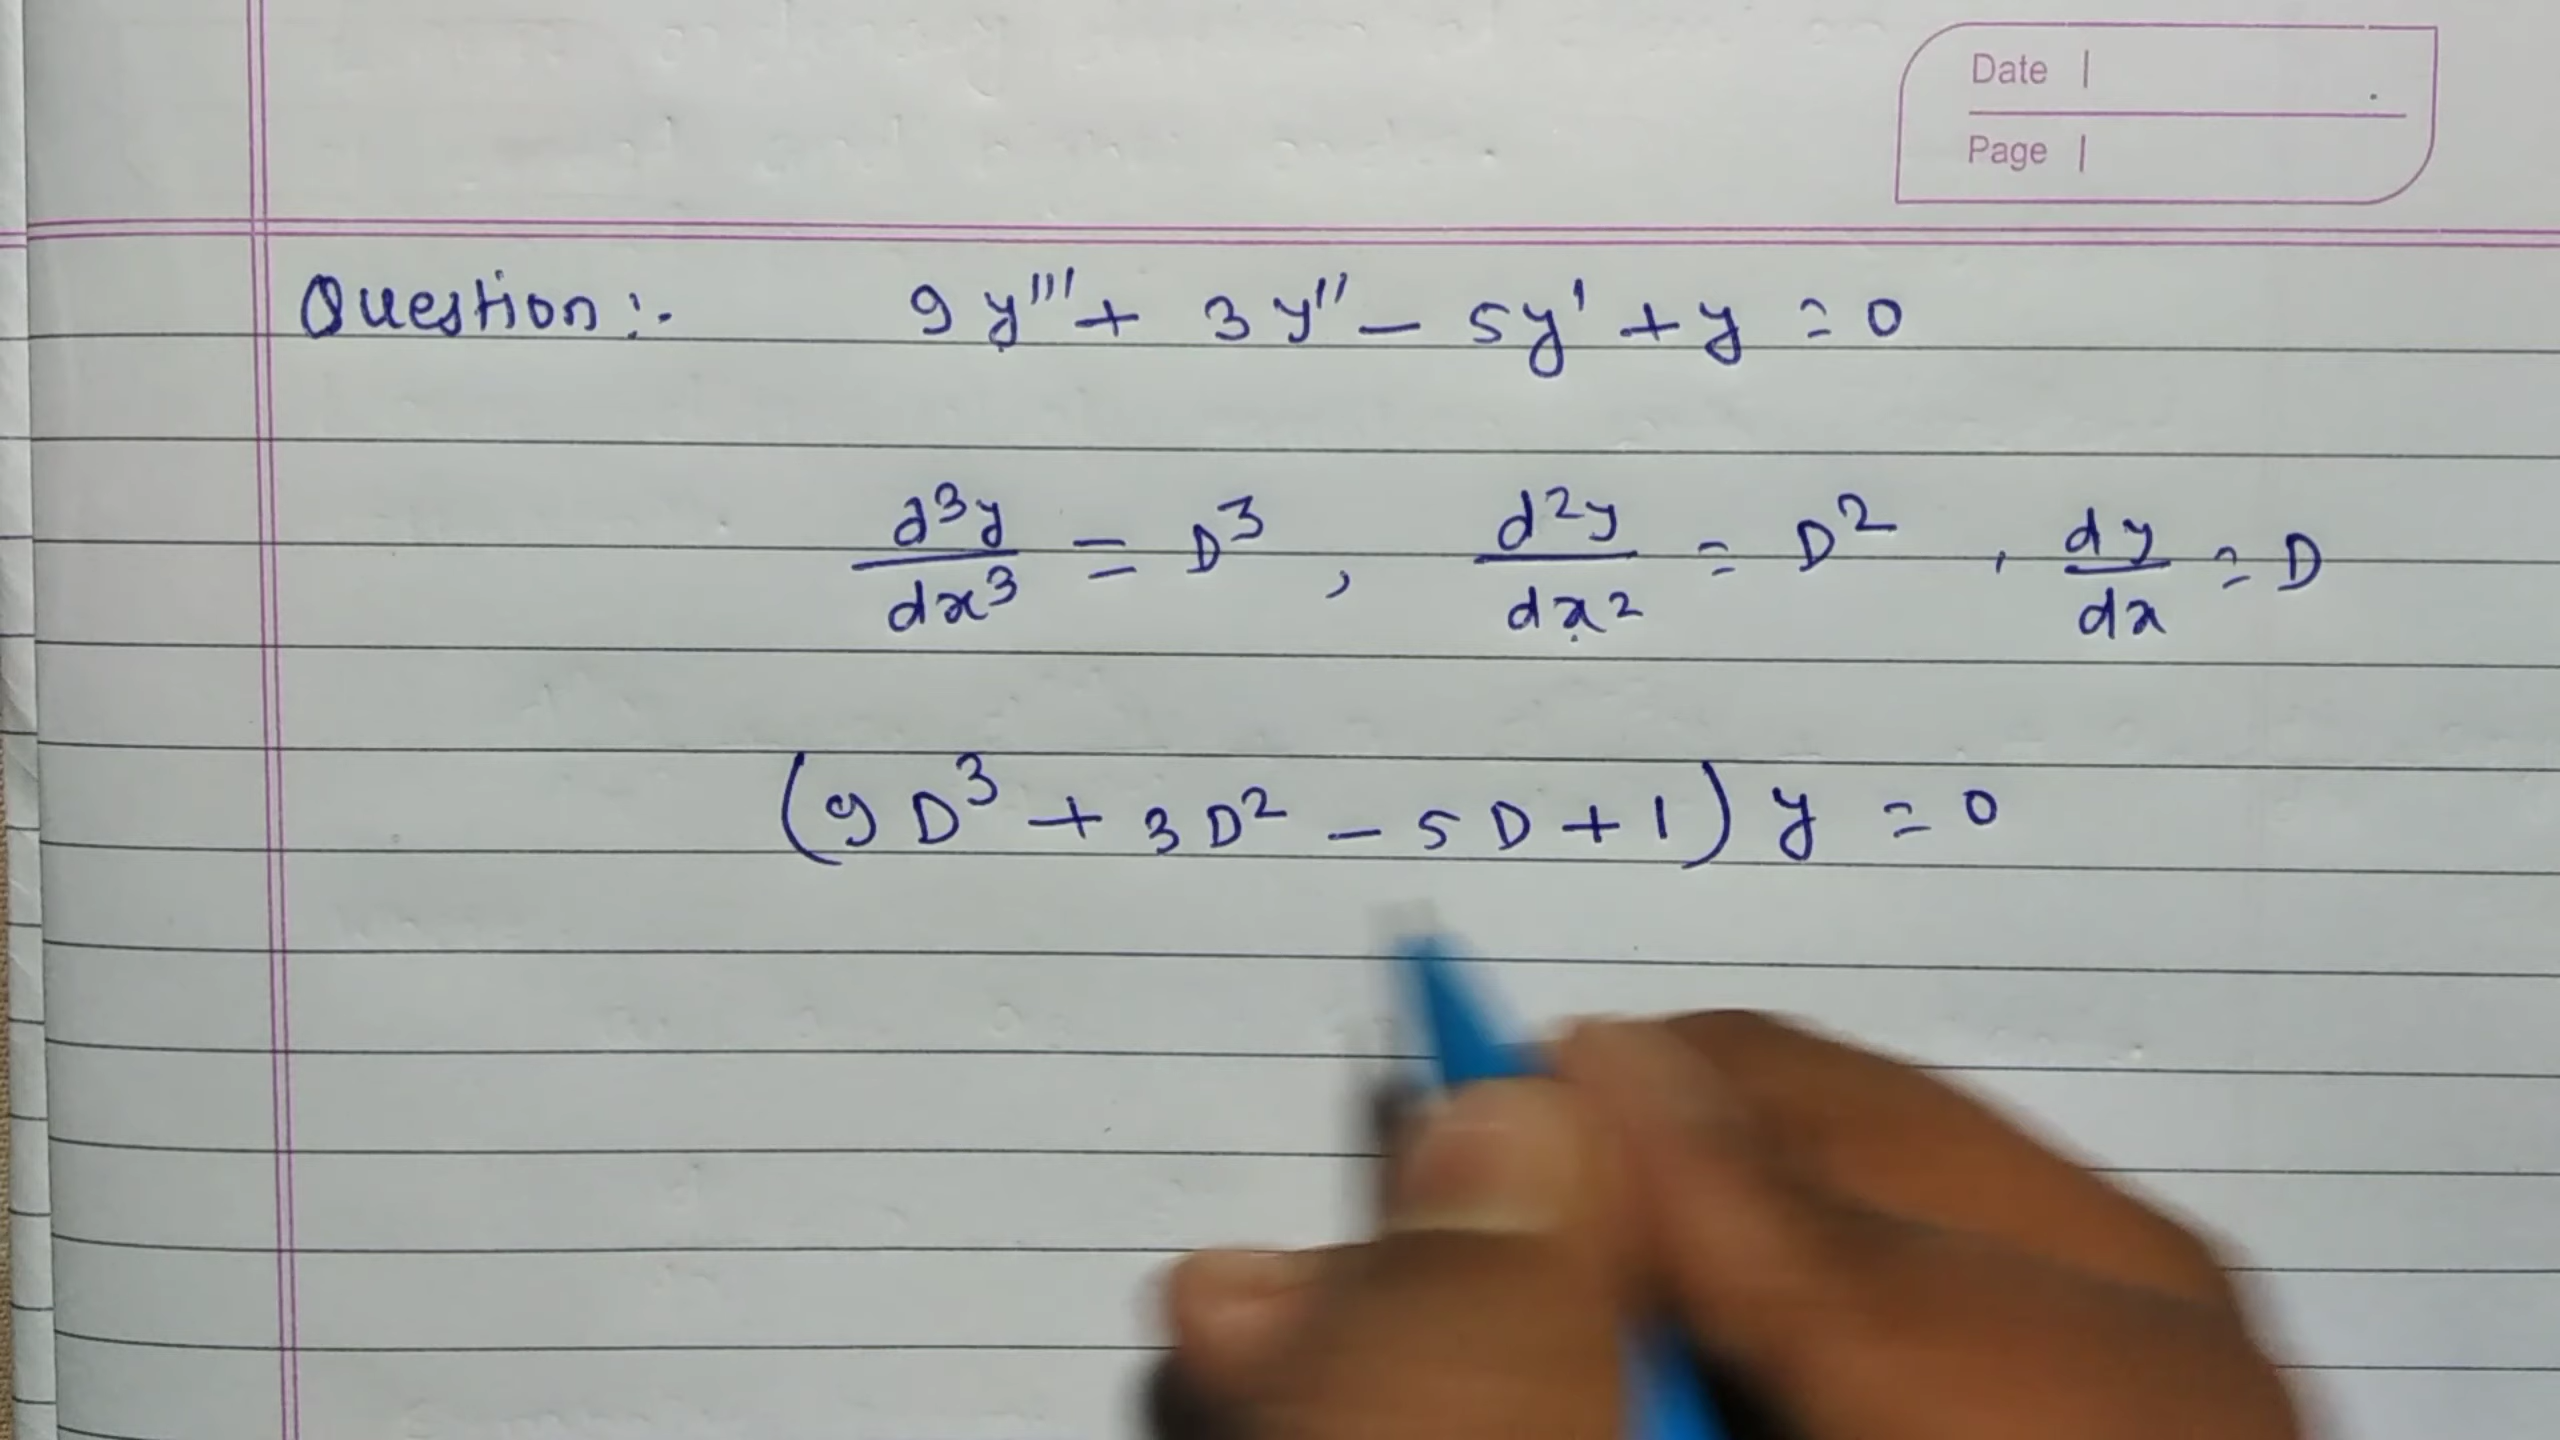 Date |
Page |
Question :- 9y''' + 3y'' - 5y' + y = 0
d³y/dx³ = D³ , d²y/dx² = D² , dy/dx = D
(9D³ + 3D² - 5D + 1) y = 0